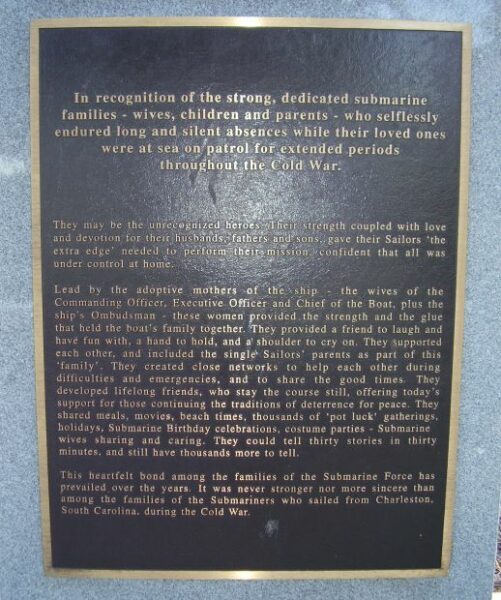 In recognition of the strong, dedicated submarine
families - wives, children and parents - who selflessly
endured long and silent absences while their loved ones
were at sea on patrol for extended periods
throughout the Cold War.
They may be the unrecognized heroes. Their strength coupled with love
and devotion for their husbands, fathers and sons, gave their Sailors 'the
extra edge' needed to perform their mission, confident that all was
under control at home.
Lead by the adoptive mothers of the ship - the wives of the
Commanding Officer, Executive Officer and Chief of the Boat, plus the
ship's Ombudsman - these women provided the strength and the glue
that held the boat's family together. They provided a friend to laugh and
have fun with, a hand to hold, and a shoulder to cry on. They supported
each other, and included the single Sailors' parents as part of this
'family'. They created close networks to help each other during
difficulties and emergencies, and to share the good times. They
developed lifelong friends, who stay the course still, offering today's
support for those continuing the traditions of deterrence for peace. They
shared meals, movies, beach times, thousands of 'pot luck' gatherings,
holidays, Submarine Birthday celebrations, costume parties - Submarine
wives sharing and caring. They could tell thirty stories in thirty
minutes, and still have thousands more to tell.
This heartfelt bond among the families of the Submarine Force has
prevailed over the years. It was never stronger nor more sincere than
among the families of the Submariners who sailed from Charleston,
South Carolina, during the Cold War.